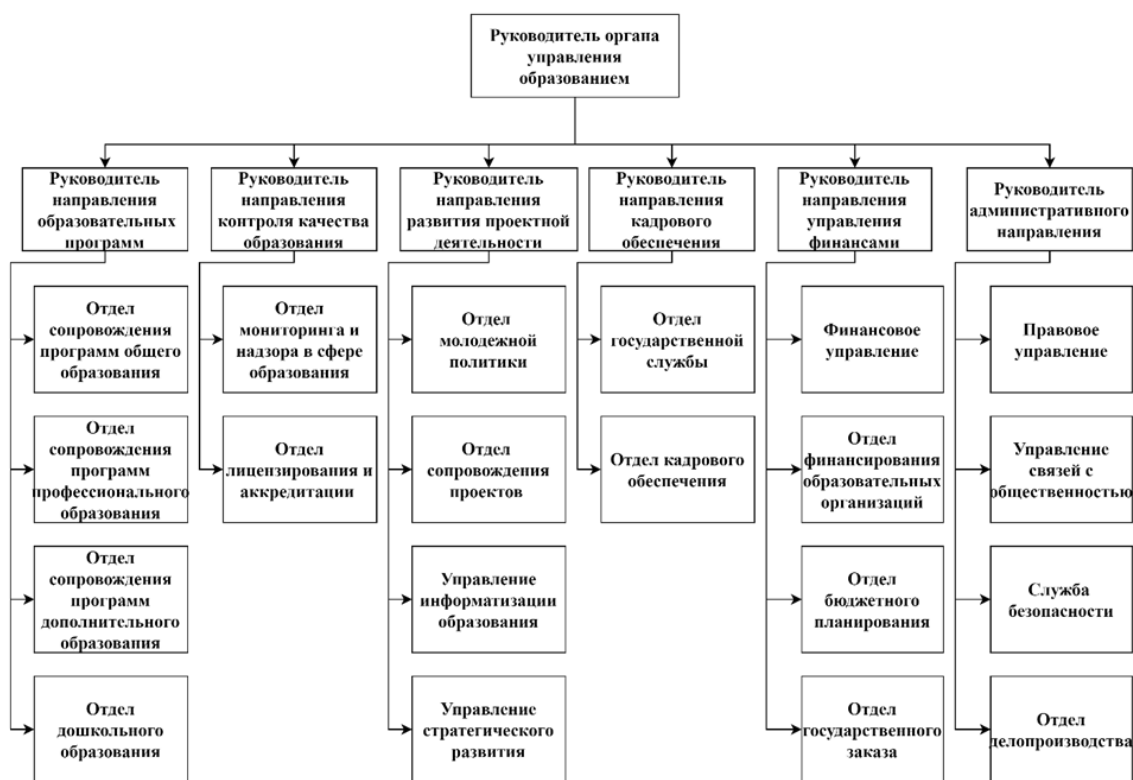 Руководитель органа
управления
образованием
Руководитель
направления
образовательных
программ
Руководитель
направления
контроля качества
образования
Руководитель
направления
развития проектной
деятельности
Руководитель
направления
кадрового
обеспечения
Руководитель
направления
управления
финансами
Руководитель
административного
направления
Отдел
сопровождения
программ общего
образования
Отдел
мониторинга и
надзора в сфере
образования
Отдел
молодежной
политики
Отдел
государственной
службы
Финансовое
управление
Правовое
управление
Отдел
сопровождения
программ
профессионального
образования
Отдел
лицензирования и
аккредитации
Отдел
сопровождения
проектов
Отдел кадрового
обеспечения
Отдел
финансирования
образовательных
организаций
Управление
связей с
общественностью
Отдел
сопровождения
программ
дополнительного
образования
Управление
информатизации
образования
Отдел
бюджетного
планирования
Служба
безопасности
Отдел
дошкольного
образования
Управление
стратегического
развития
Отдел
государственного
заказа
Отдел
делопроизводства